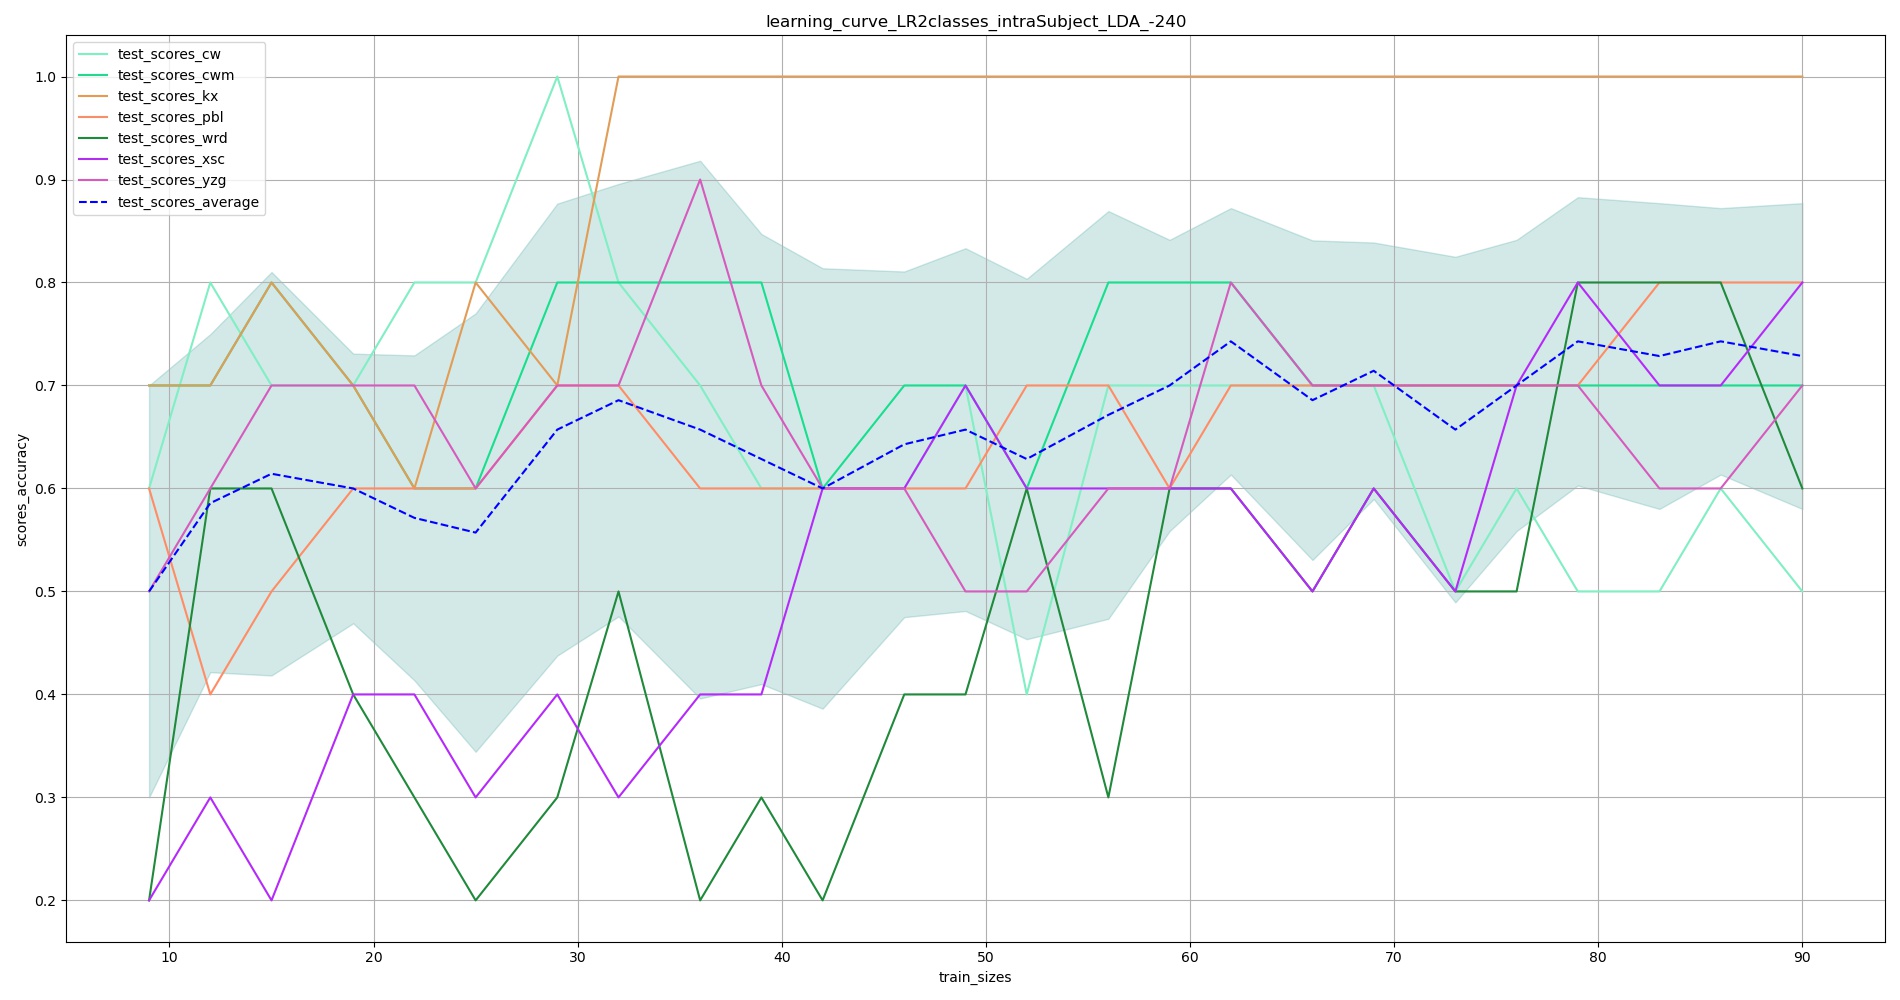 learning_curve_LR2classes_intraSubject_LDA_-240
test_scores_cw
test_scores_cwm
test_scores_kx
test_scores_pbl
test_scores_wrd
test_scores_xsc
test_scores_yzg
test_scores_average
scores_accuracy
1.0
0.9
0.8
0.7
0.6
0.5
0.4
0.3
0.2
10 20 30 40 50 60 70 80 90
train_sizes